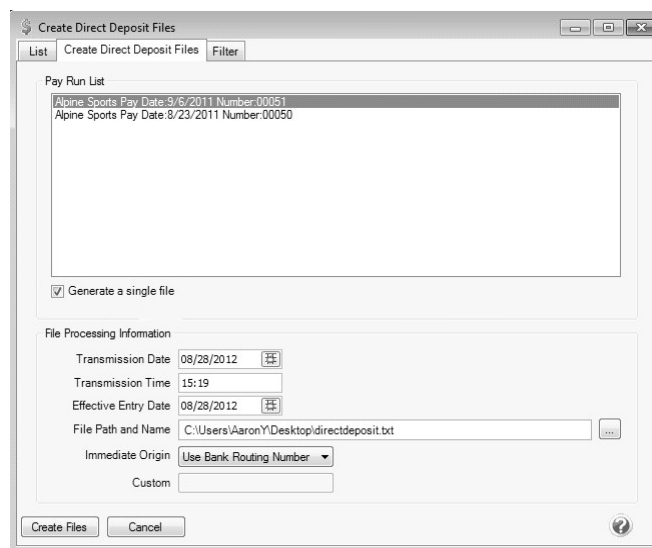 Create Direct Deposit Files
List Create Direct Deposit Files Filter
Pay Run List
Alpine Sports Pay Date:9/6/2011 Number:00051
Alpine Sports Pay Date:8/23/2011 Number:00050
Generate a single file
File Processing Information
Transmission Date 08/28/2012
Transmission Time 15:19
Effective Entry Date 08/28/2012
File Path and Name C:\Users\AaronY\Desktop\directdeposit.txt ...
Immediate Origin Use Bank Routing Number
Custom
Create Files Cancel ?